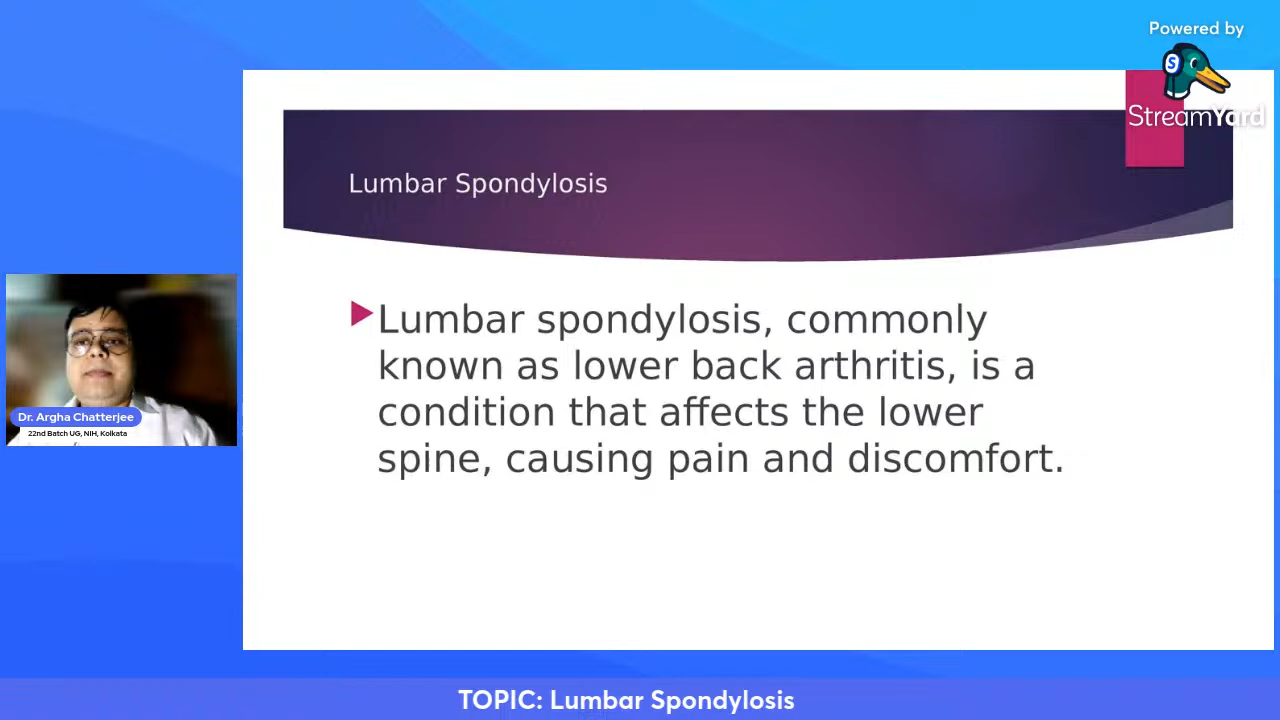 Powered by
StreamYard
Lumbar Spondylosis
Lumbar spondylosis, commonly
known as lower back arthritis, is a
condition that affects the lower
spine, causing pain and discomfort.
Dr. Argha Chatterjee
22nd Batch UG, NIH, Kolkata
TOPIC: Lumbar Spondylosis